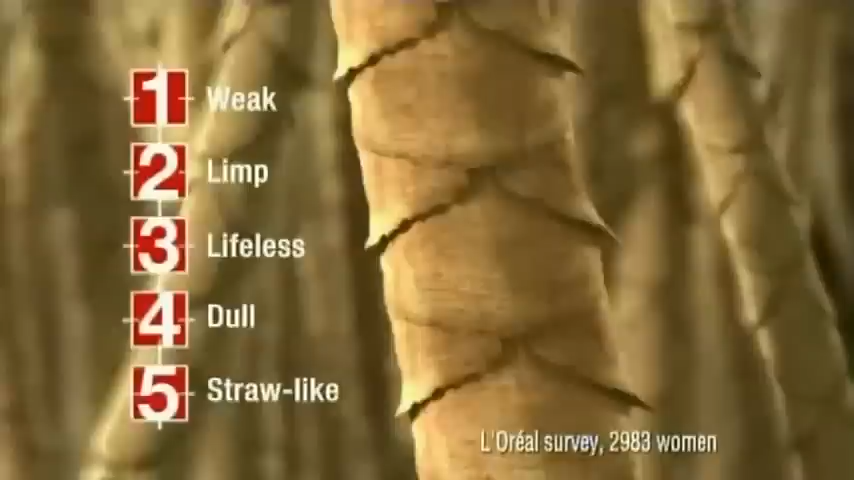 1 Weak
2 Limp
3 Lifeless
4 Dull
5 Straw-like
L'Oréal survey, 2983 women